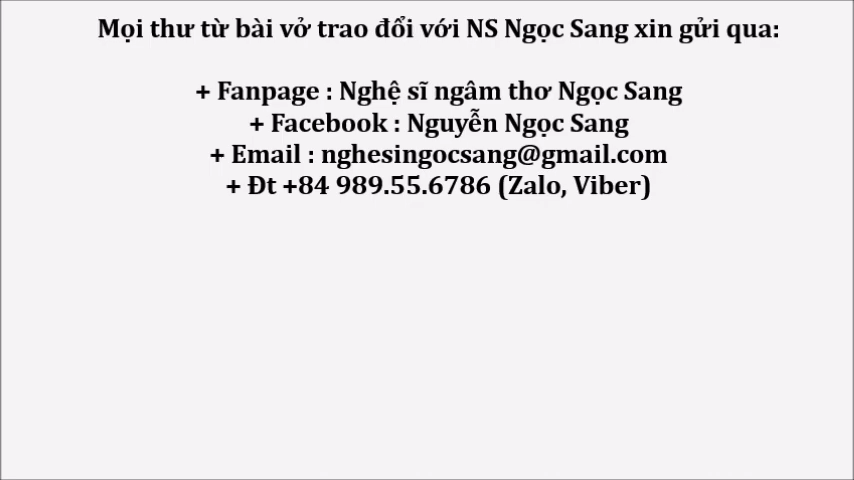 Mọi thư từ bài vở trao đổi với NS Ngọc Sang xin gửi qua:
+ Fanpage : Nghệ sĩ ngâm thơ Ngọc Sang
+ Facebook : Nguyễn Ngọc Sang
+ Email : nghesingocsang@gmail.com
+ Đt +84 989.55.6786 (Zalo, Viber)